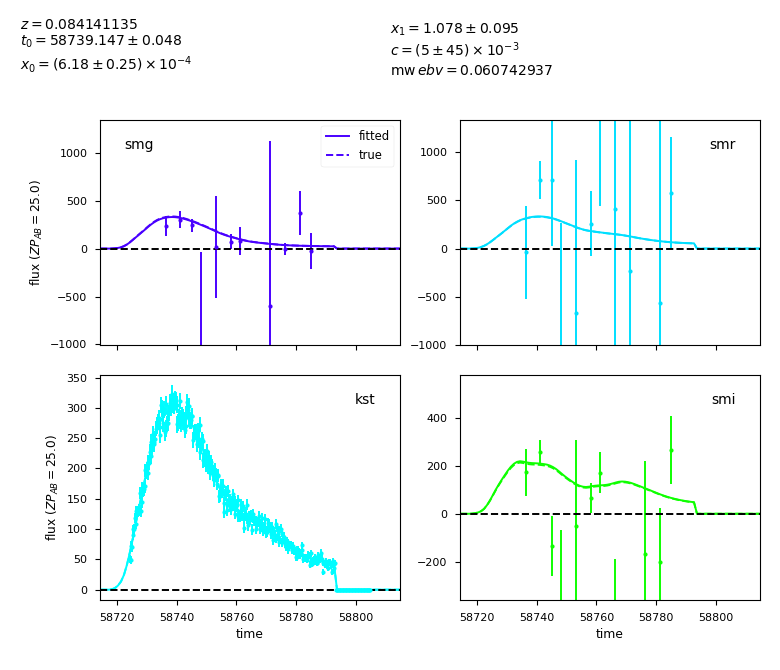 z = 0.084141135
t₀ = 58739.147 ± 0.048
x₀ = (6.18 ± 0.25) × 10⁻⁴
x₁ = 1.078 ± 0.095
c = (5 ± 45) × 10⁻³
mw ebv = 0.060742937
smg
fitted
true
1000
500
0
−500
−1000
flux (ZP_AB = 25.0)
smr
1000
500
0
−500
−1000
kst
350
300
250
200
150
100
50
0
flux (ZP_AB = 25.0)
58720 58740 58760 58780 58800
time
smi
400
200
0
−200
58720 58740 58760 58780 58800
time